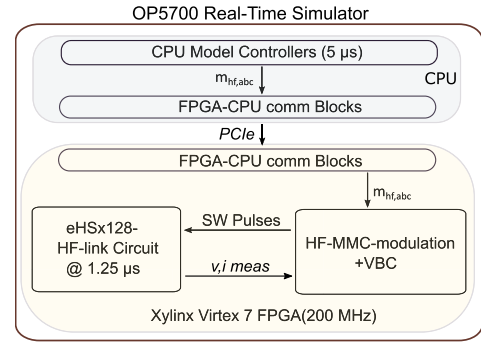 OP5700 Real-Time Simulator
CPU Model Controllers (5 µs)
m_hf,abc
CPU
FPGA-CPU comm Blocks
PCIe
FPGA-CPU comm Blocks
m_hf,abc
eHSx128-
HF-link Circuit
@ 1.25 µs
SW Pulses
v,i meas
HF-MMC-modulation
+VBC
Xylinx Virtex 7 FPGA(200 MHz)